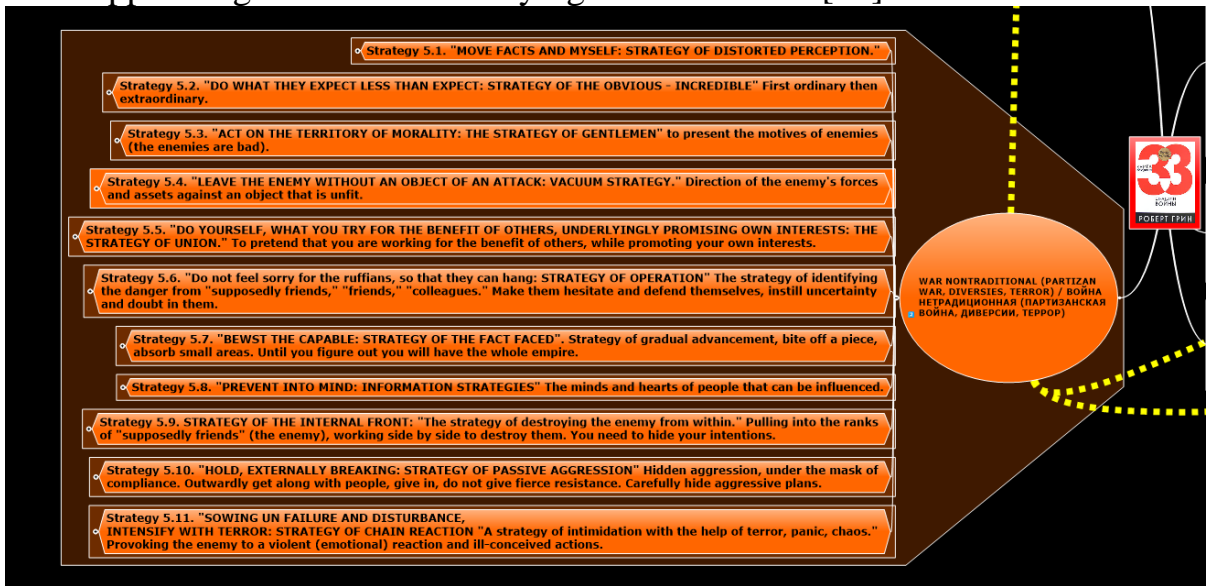 Strategy 5.1. "MOVE FACTS AND MYSELF: STRATEGY OF DISTORTED PERCEPTION."
Strategy 5.2. "DO WHAT THEY EXPECT LESS THAN EXPECT: STRATEGY OF THE OBVIOUS - INCREDIBLE" First ordinary then
extraordinary.
Strategy 5.3. "ACT ON THE TERRITORY OF MORALITY: THE STRATEGY OF GENTLEMEN" to present the motives of enemies
(the enemies are bad).
Strategy 5.4. "LEAVE THE ENEMY WITHOUT AN OBJECT OF AN ATTACK: VACUUM STRATEGY." Direction of the enemy's forces
and assets against an object that is unfit.
Strategy 5.5. "DO YOURSELF, WHAT YOU TRY FOR THE BENEFIT OF OTHERS, UNDERLYINGLY PROMISING OWN INTERESTS: THE
STRATEGY OF UNION." To pretend that you are working for the benefit of others, while promoting your own interests.
Strategy 5.6. "Do not feel sorry for the ruffians, so that they can hang: STRATEGY OF OPERATION" The strategy of identifying
the danger from "supposedly friends," "friends," "colleagues." Make them hesitate and defend themselves, instill uncertainty
and doubt in them.
Strategy 5.7. "BEWST THE CAPABLE: STRATEGY OF THE FACT FACED". Strategy of gradual advancement, bite off a piece,
absorb small areas. Until you figure out you will have the whole empire.
Strategy 5.8. "PREVENT INTO MIND: INFORMATION STRATEGIES" The minds and hearts of people that can be influenced.
Strategy 5.9. STRATEGY OF THE INTERNAL FRONT: "The strategy of destroying the enemy from within." Pulling into the ranks
of "supposedly friends" (the enemy), working side by side to destroy them. You need to hide your intentions.
Strategy 5.10. "HOLD, EXTERNALLY BREAKING: STRATEGY OF PASSIVE AGGRESSION" Hidden aggression, under the mask of
compliance. Outwardly get along with people, give in, do not give fierce resistance. Carefully hide aggressive plans.
Strategy 5.11. "SOWING UN FAILURE AND DISTURBANCE,
INTENSIFY WITH TERROR: STRATEGY OF CHAIN REACTION "A strategy of intimidation with the help of terror, panic, chaos."
Provoking the enemy to a violent (emotional) reaction and ill-conceived actions.
WAR NONTRADITIONAL (PARTIZAN
WAR, DIVERSIES, TERROR) / ВОЙНА
НЕТРАДИЦИОННАЯ (ПАРТИЗАНСКАЯ
ВОЙНА, ДИВЕРСИИ, ТЕРРОР)
33
ВОЙНЫ
РОБЕРТ ГРИН